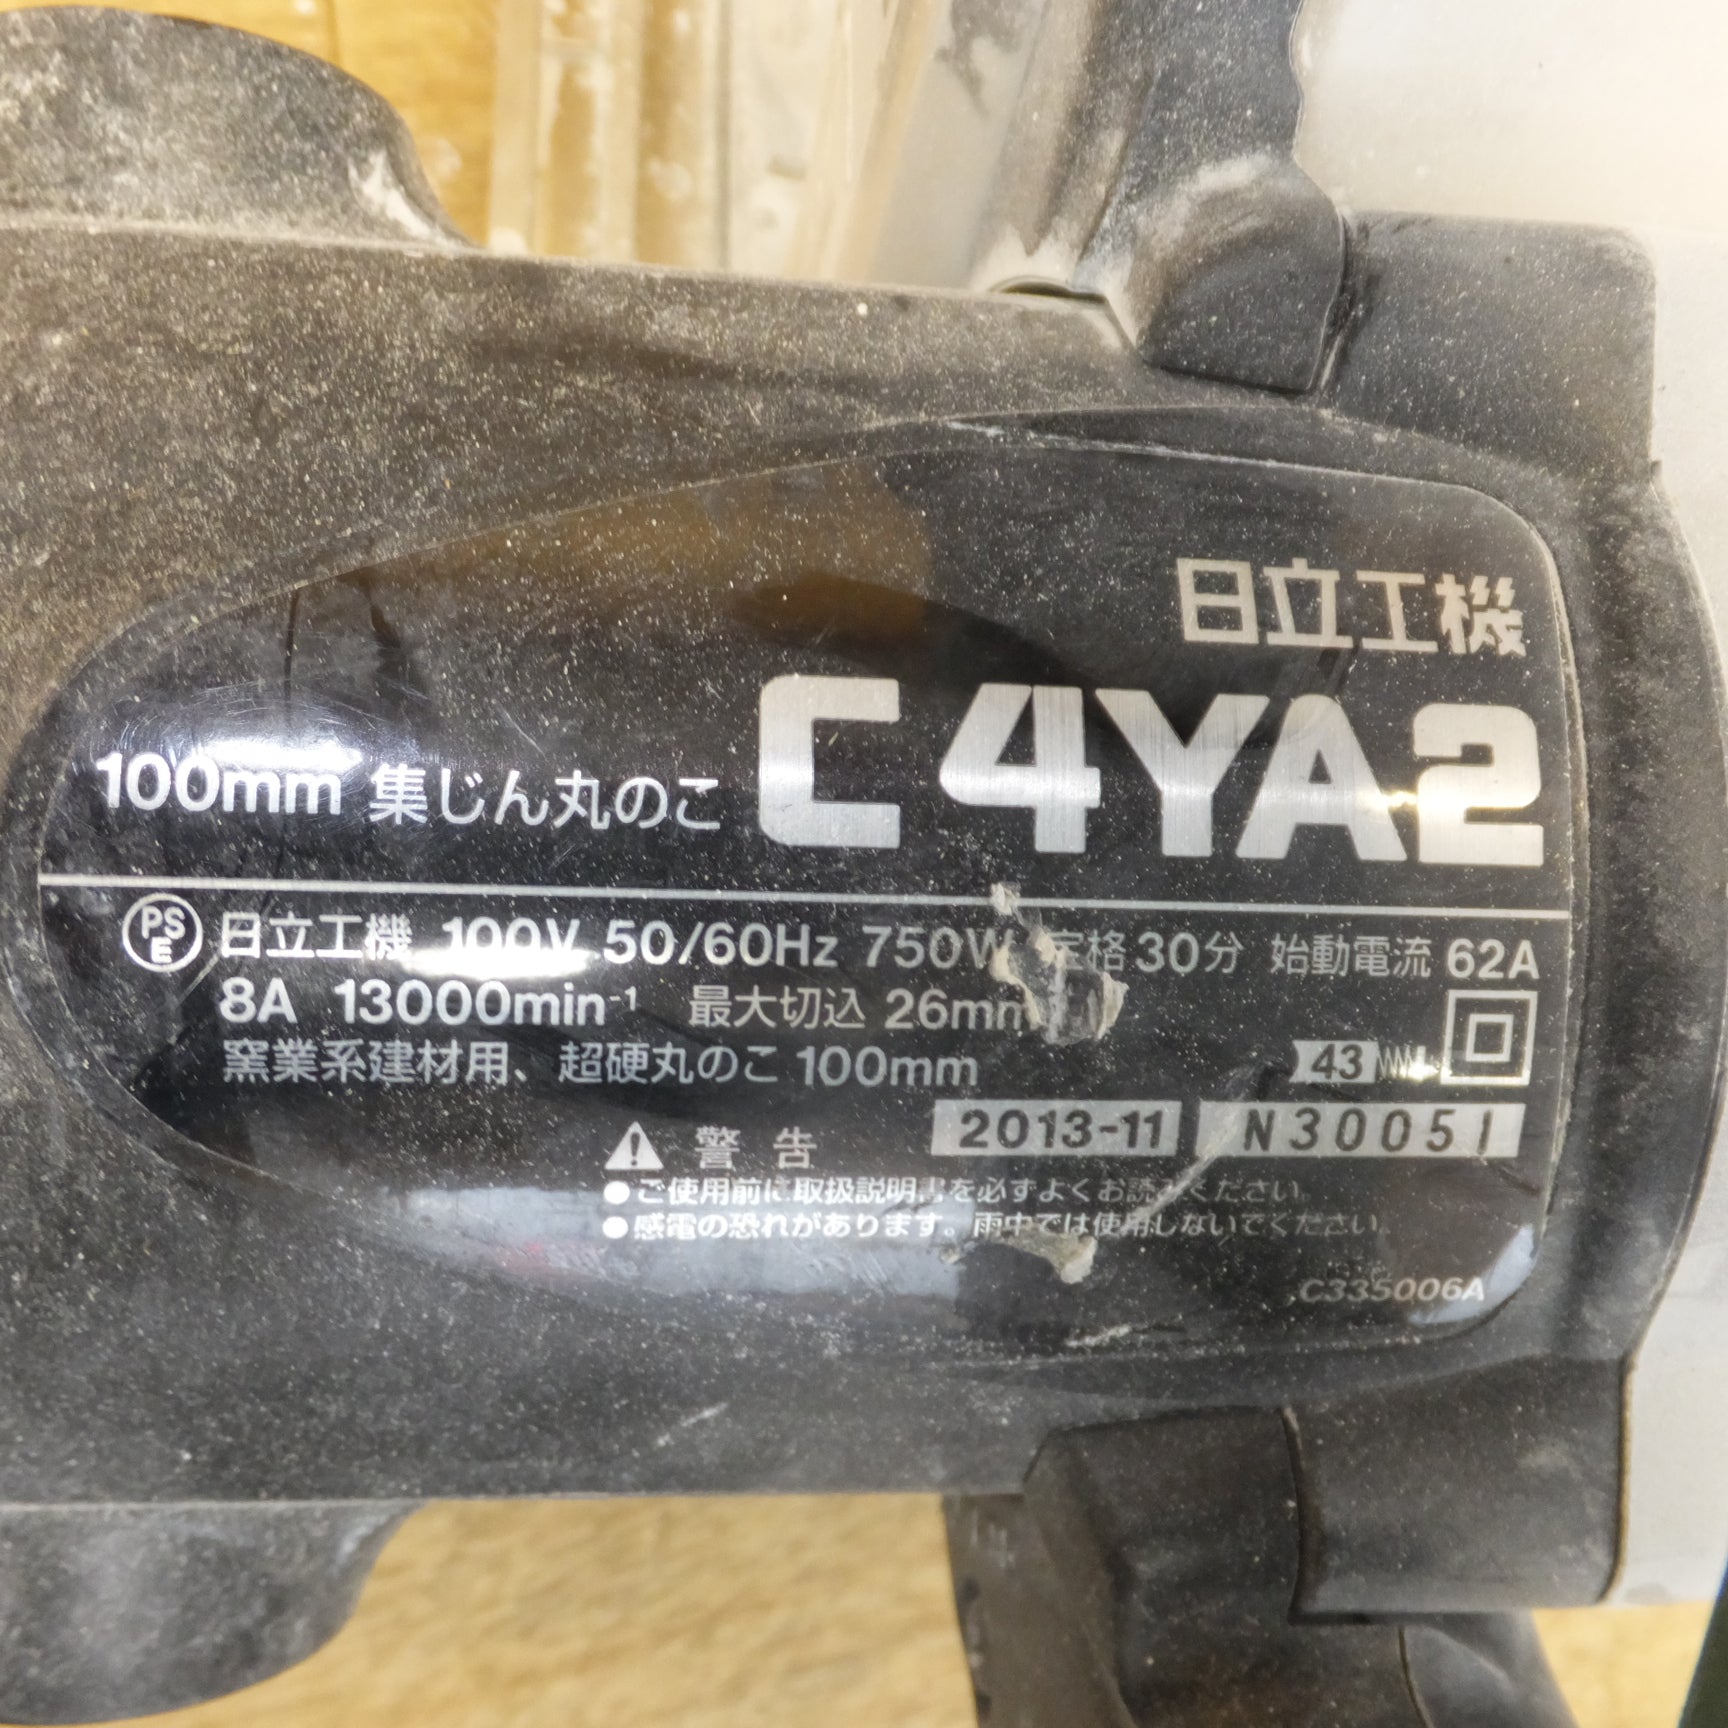 日立工機
100mm 集じん丸のこ C4YA2
PSE 日立工機 100V 50/60Hz 750W 定格30分 始動電流 62A
8A 13000min⁻¹ 最大切込 26mm
窯業系建材用、超硬丸のこ 100mm
43
2013-11 N30051
警告
●ご使用前に取扱説明書を必ずよくお読みください。
●感電の恐れがあります。雨中では使用しないでください
C335006A